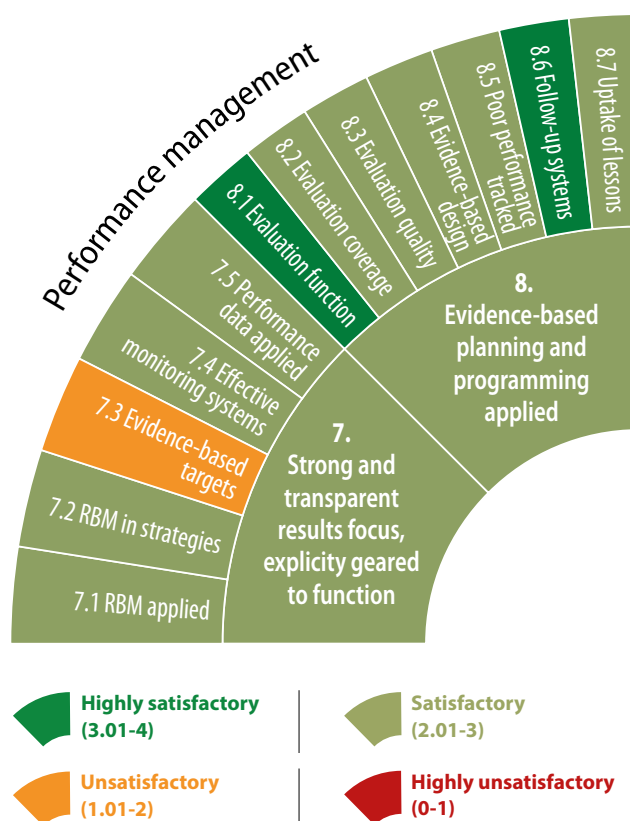 Performance management
7.1 RBM applied
7.2 RBM in strategies
7.3 Evidence-based
targets
7.4 Effective
monitoring systems
7.5 Performance
data applied
8.1 Evaluation function
8.2 Evaluation coverage
8.3 Evaluation quality
8.4 Evidence-based
design
8.5 Poor performance
tracked
8.6 Follow-up systems
8.7 Uptake of lessons
7.
Strong and
transparent
results focus,
explicity geared
to function
8.
Evidence-based
planning and
programming
applied
Highly satisfactory
(3.01-4)
Satisfactory
(2.01-3)
Unsatisfactory
(1.01-2)
Highly unsatisfactory
(0-1)